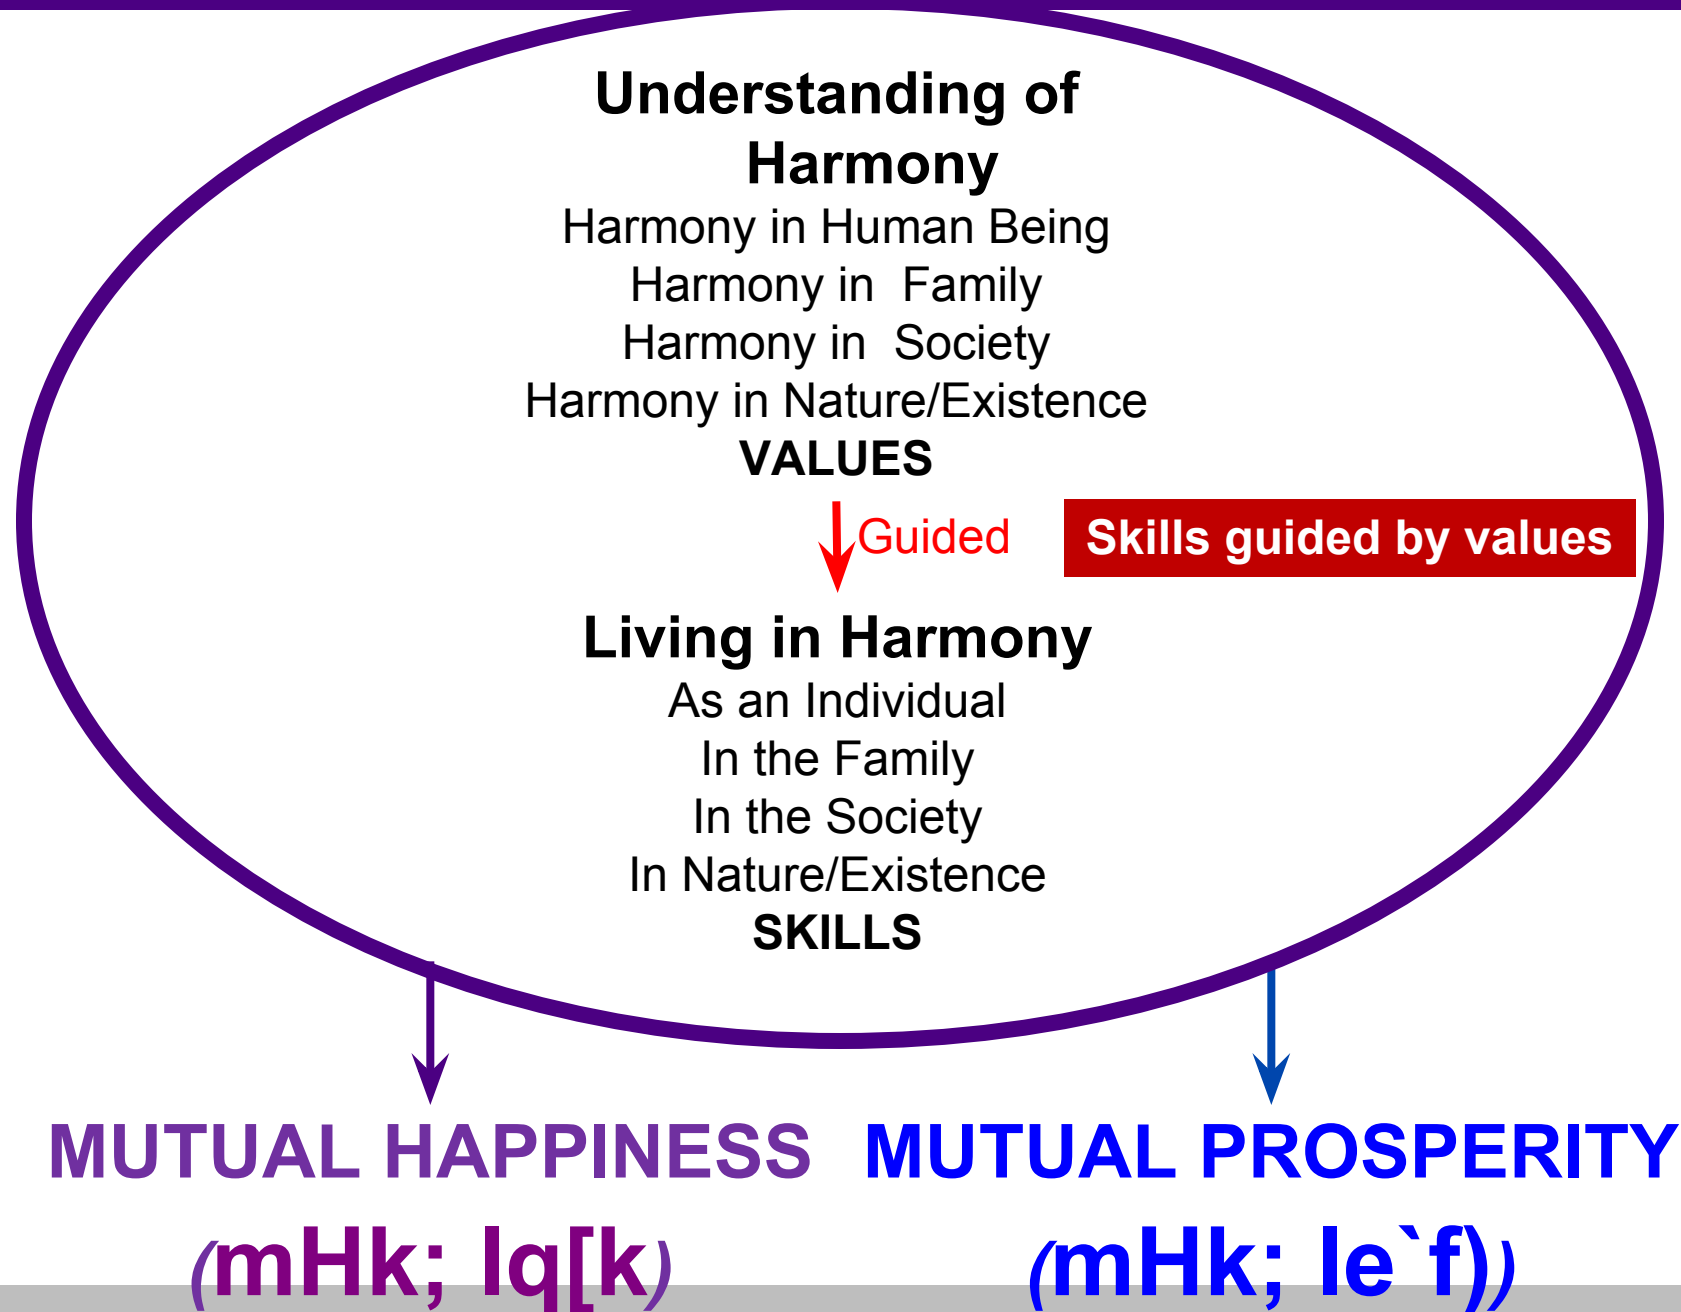 Understanding of
Harmony
Harmony in Human Being
Harmony in  Family
Harmony in  Society
Harmony in Nature/Existence
VALUES
Guided
Skills guided by values
Living in Harmony
As an Individual
In the Family
In the Society
In Nature/Existence
SKILLS
MUTUAL HAPPINESS
MUTUAL PROSPERITY
(mHk; lq[k)
(mHk; le`f))